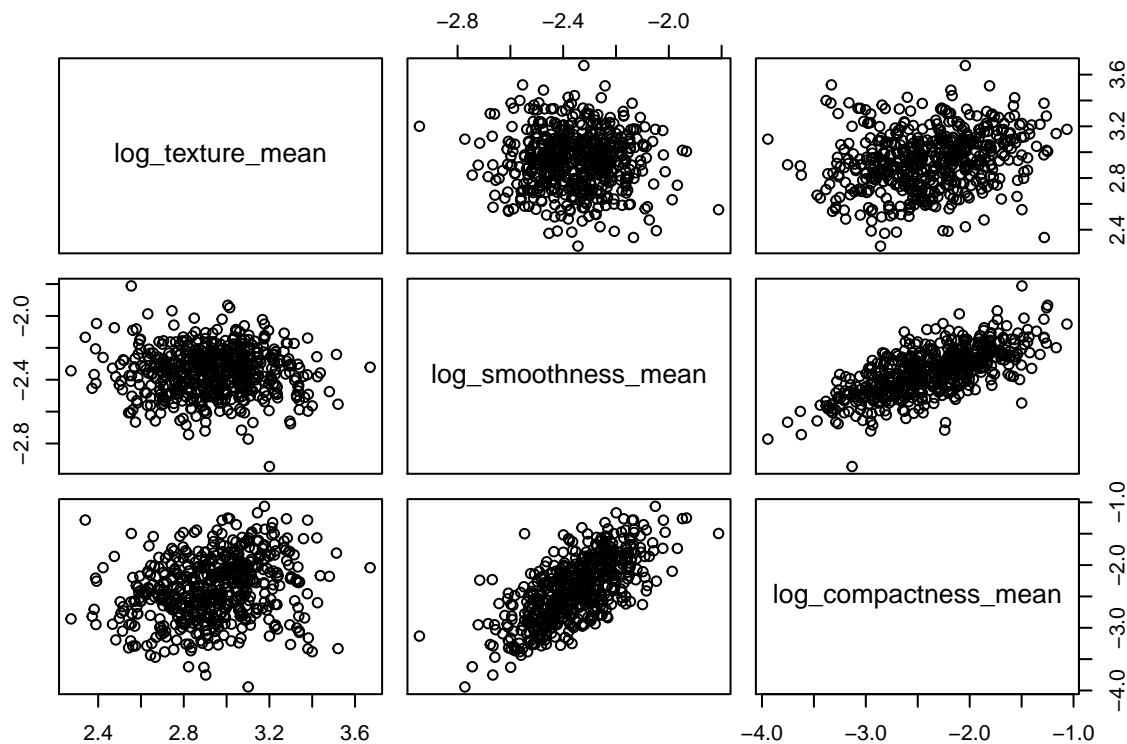 −2.8 −2.4 −2.0
log_texture_mean
2.4 2.8 3.2 3.6
−2.8 −2.4 −2.0
log_smoothness_mean
log_compactness_mean
−4.0 −3.0 −2.0 −1.0
2.4 2.8 3.2 3.6
−4.0 −3.0 −2.0 −1.0